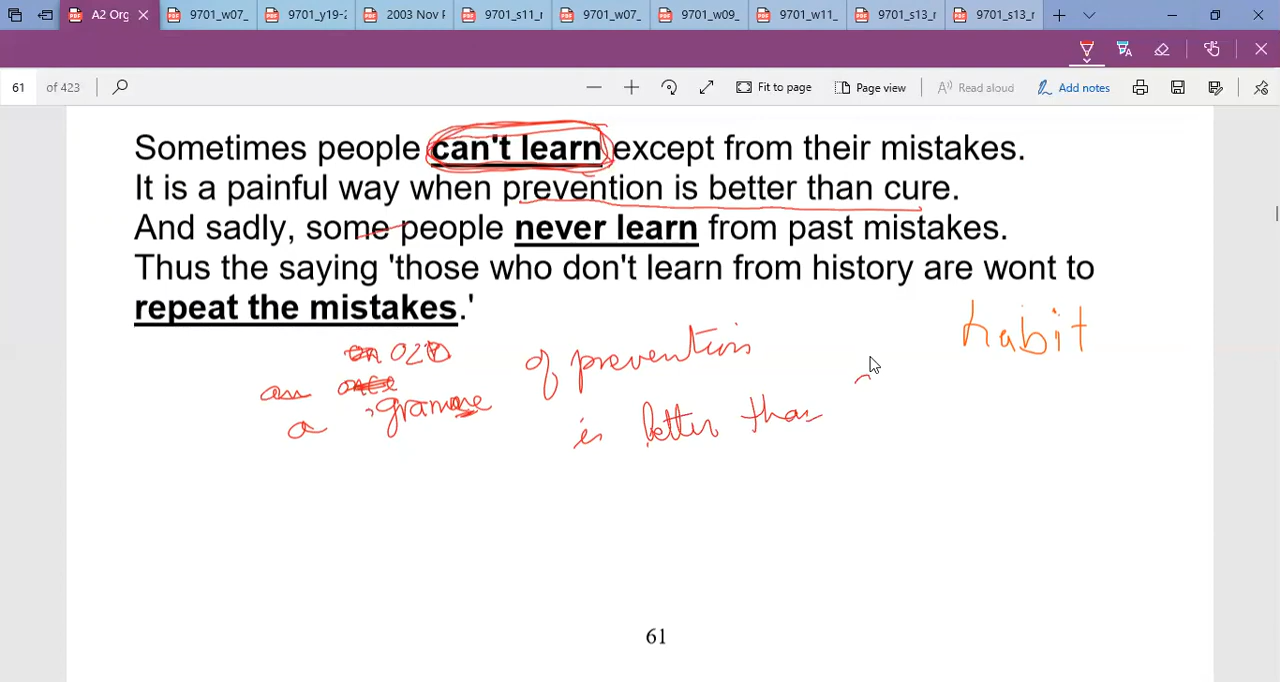 A2 Org
9701_w07_
9701_y19-2
2003 Nov
9701_s11_
9701_w07_
9701_w09_
9701_w11_
9701_s13_
9701_s13_
61 of 423
Fit to page
Page view
Read aloud
Add notes
Sometimes people can't learn except from their mistakes.
It is a painful way when prevention is better than cure.
And sadly, some people never learn from past mistakes.
Thus the saying 'those who don't learn from history are wont to
repeat the mistakes.'
habit
of prevention
an
a gramme
is better than
61